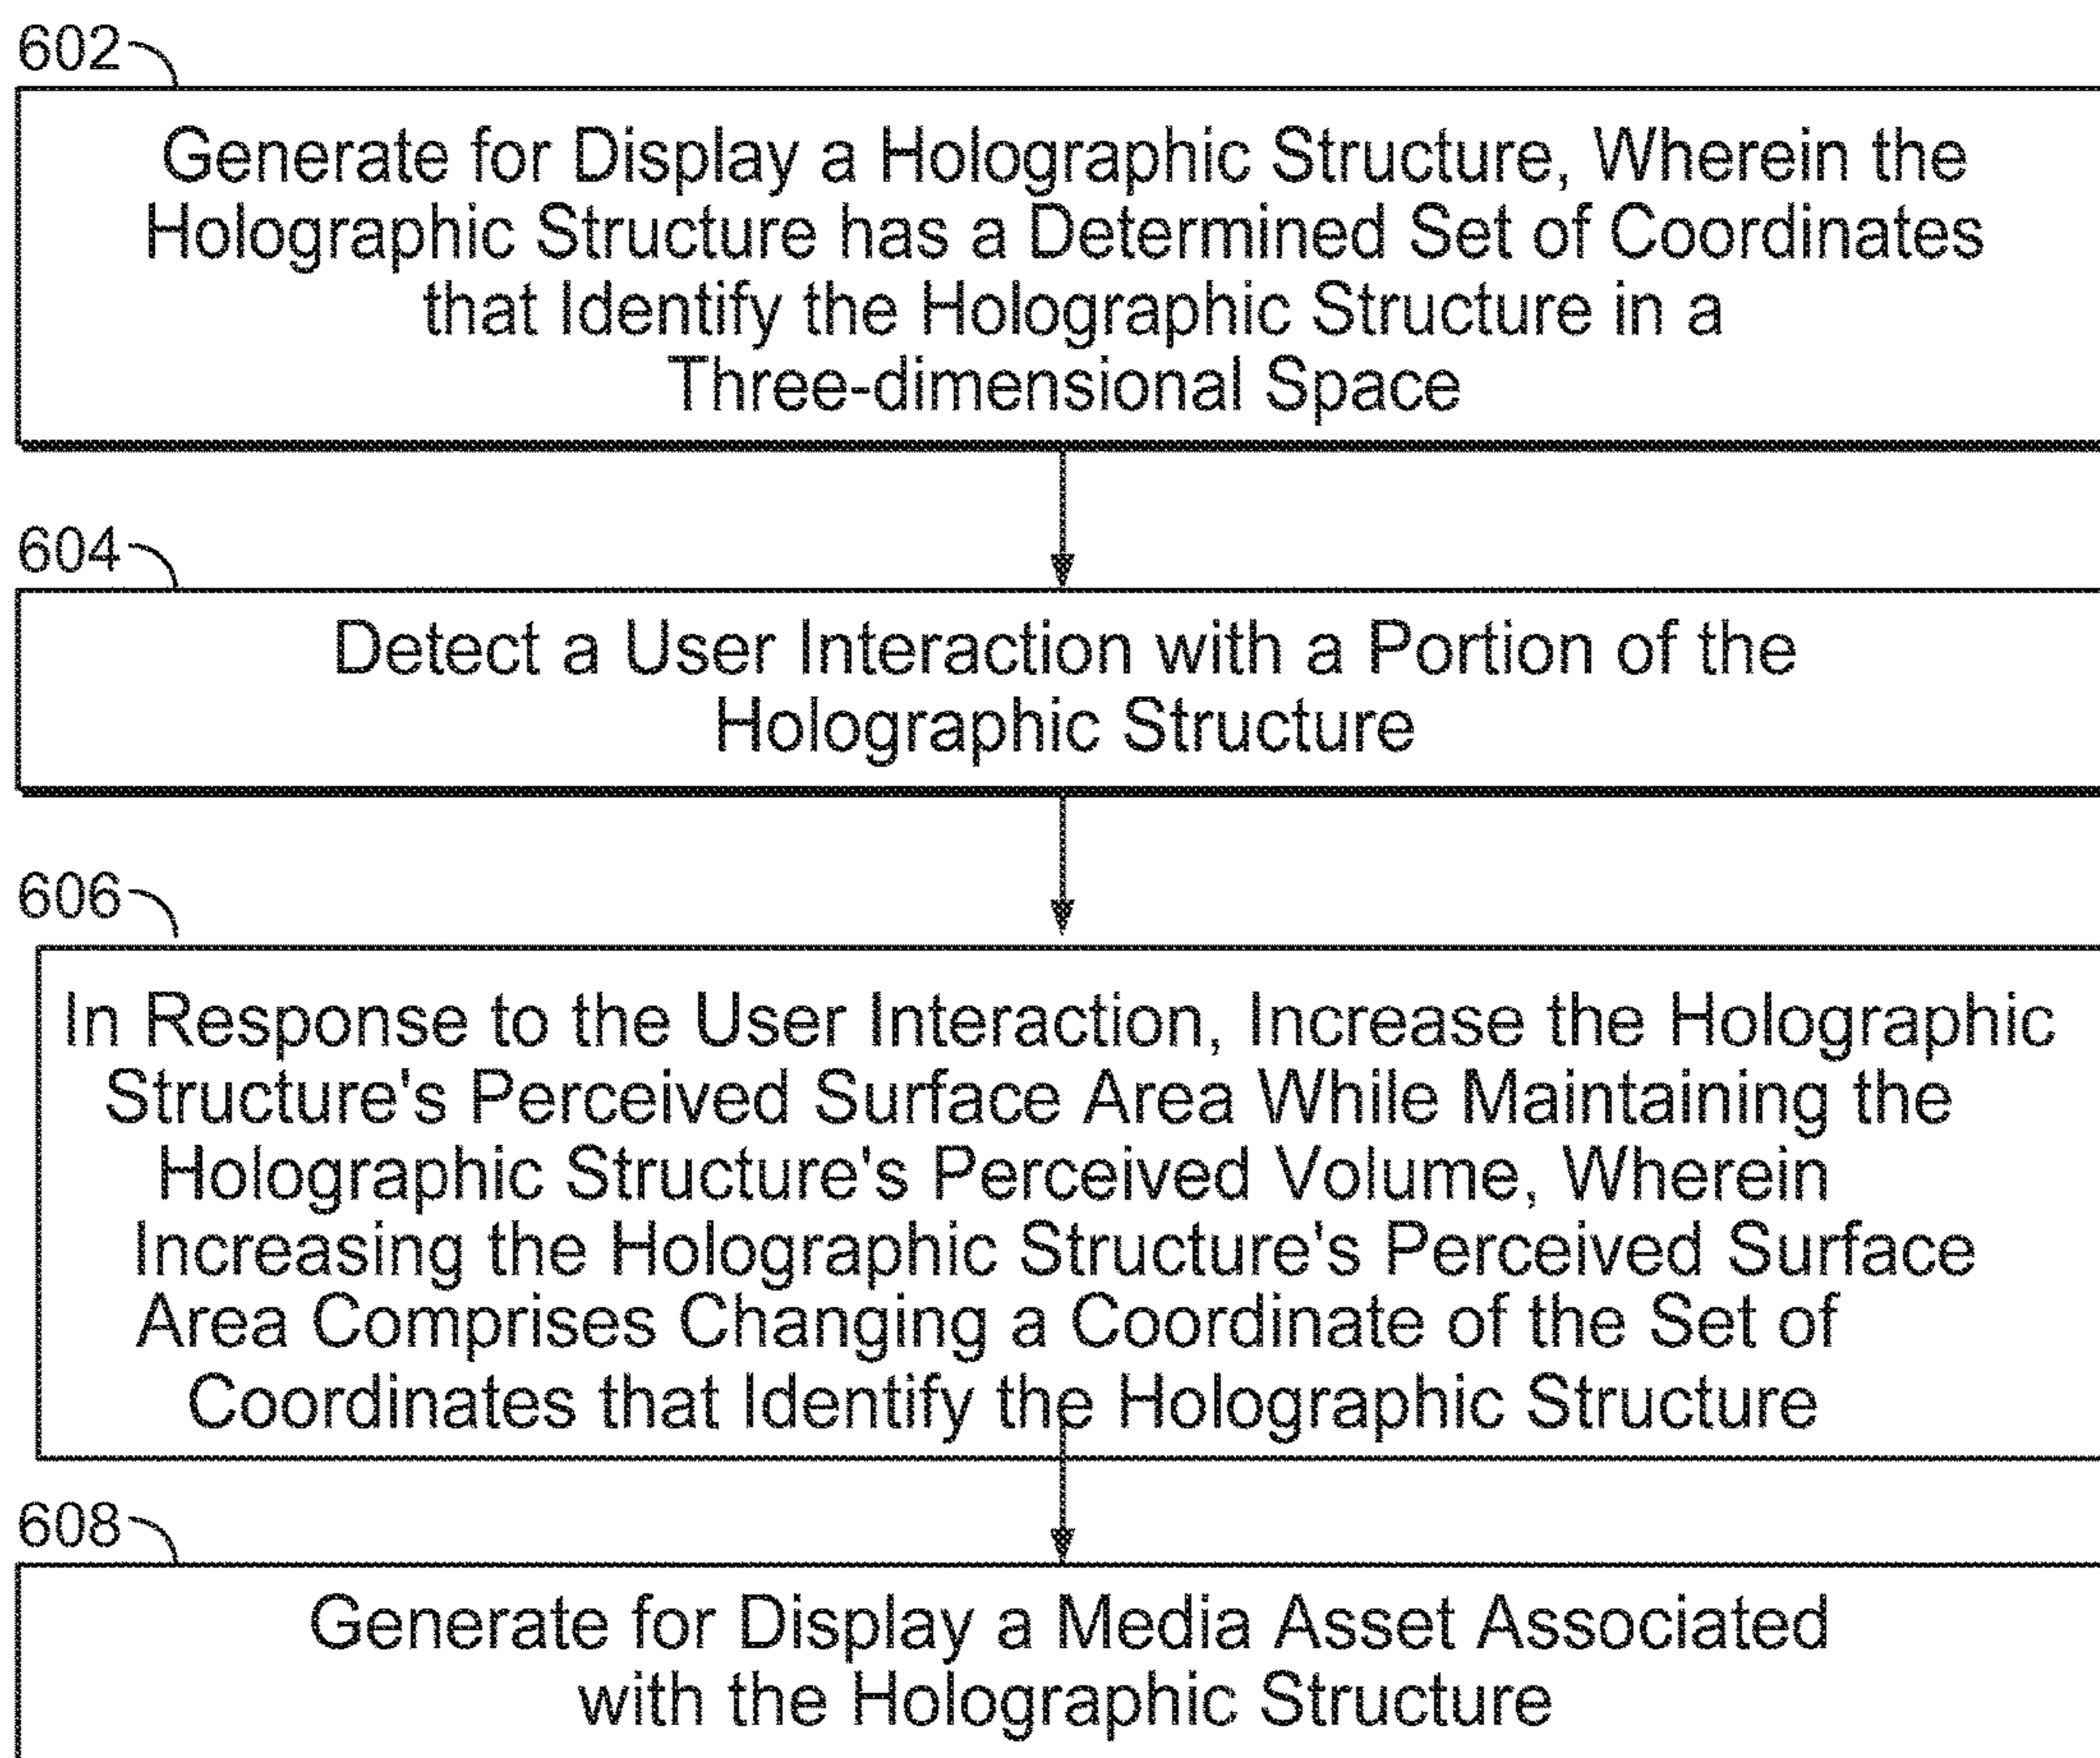 602
Generate for Display a Holographic Structure, Wherein the
Holographic Structure has a Determined Set of Coordinates
that Identify the Holographic Structure in a
Three-dimensional Space
604
Detect a User Interaction with a Portion of the
Holographic Structure
606
In Response to the User Interaction, Increase the Holographic
Structure's Perceived Surface Area While Maintaining the
Holographic Structure's Perceived Volume, Wherein
Increasing the Holographic Structure's Perceived Surface
Area Comprises Changing a Coordinate of the Set of
Coordinates that Identify the Holographic Structure
608
Generate for Display a Media Asset Associated
with the Holographic Structure